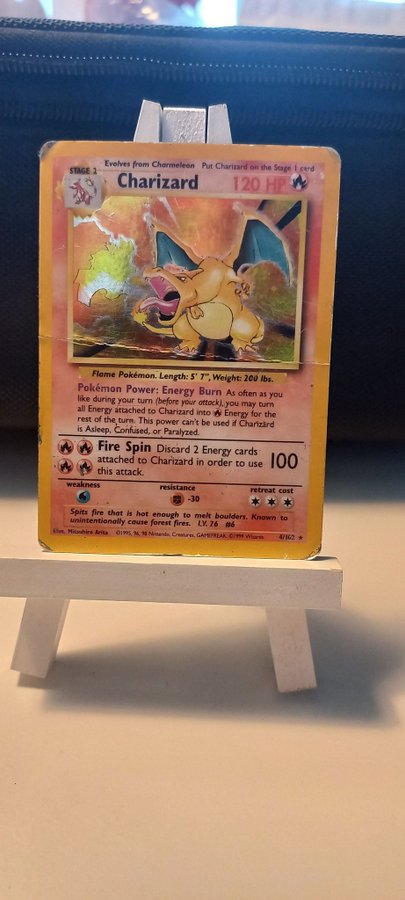 Evolves from Charmeleon Put Charizard on the Stage 1 card
STAGE 2
Charizard 120 HP
Flame Pokémon. Length: 5' 7", Weight: 200 lbs.
Pokémon Power: Energy Burn As often as you
like during your turn (before your attack), you may turn
all Energy attached to Charizard into Energy for the
rest of the turn. This power can't be used if Charizard
is Asleep, Confused, or Paralyzed.
Fire Spin Discard 2 Energy cards
attached to Charizard in order to use
this attack.
100
weakness resistance retreat cost
-30
Spits fire that is hot enough to melt boulders. Known to
unintentionally cause forest fires. LV. 76 #6
Illus. Mitsuhiro Arita ©1995, 96, 98 Nintendo, Creatures, GAMEFREAK. ©1999 Wizards. 4/102 ★